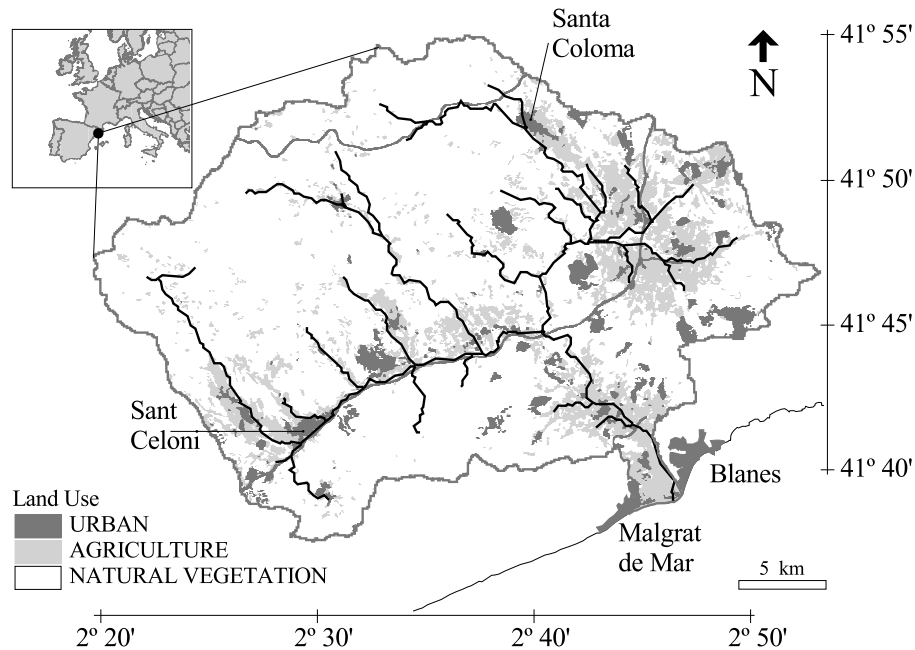 Santa
Coloma
N
41º 55'
41º 50'
41º 45'
41º 40'
Sant
Celoni
Blanes
Malgrat
de Mar
Land Use
URBAN
AGRICULTURE
NATURAL VEGETATION
5 km
2º 20'
2º 30'
2º 40'
2º 50'